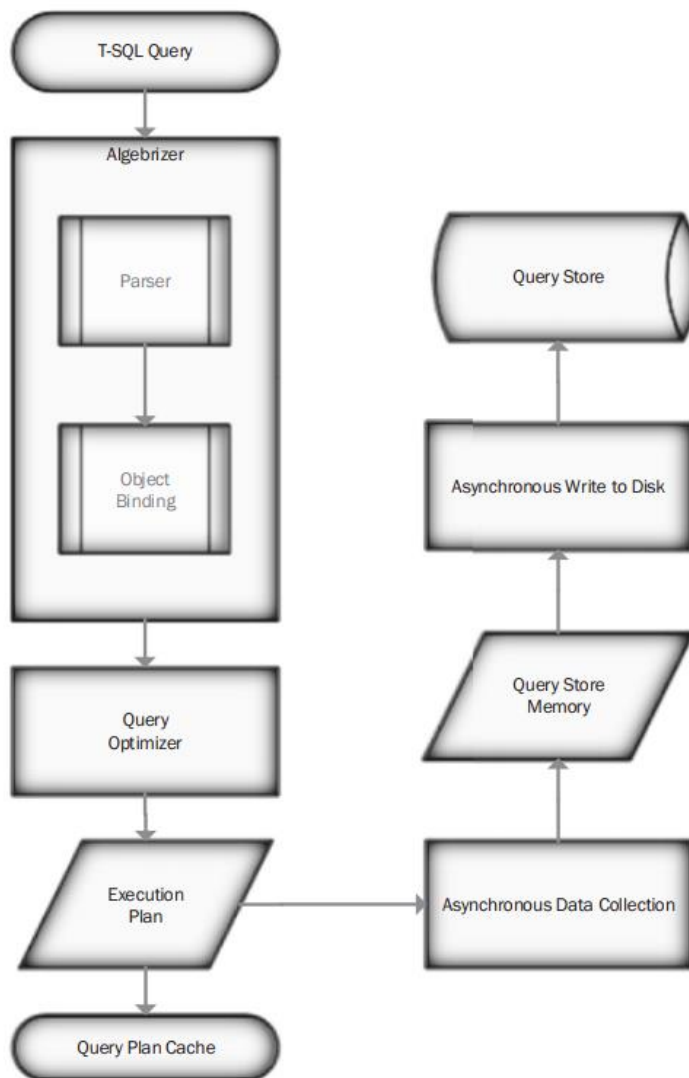 T-SQL Query
Algebrizer
Parser
Object
Binding
Query
Optimizer
Execution
Plan
Query Plan Cache
Query Store
Asynchronous Write to Disk
Query Store
Memory
Asynchronous Data Collection